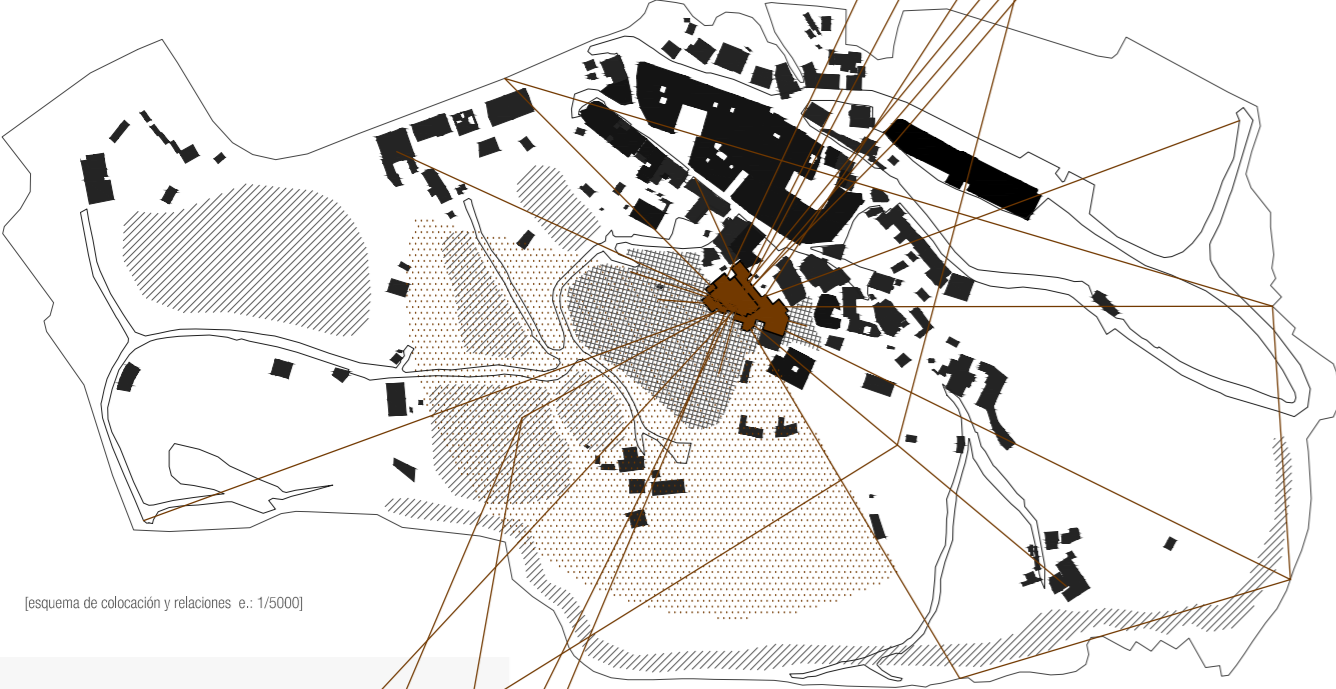 [esquema de colocación y relaciones e.: 1/5000]